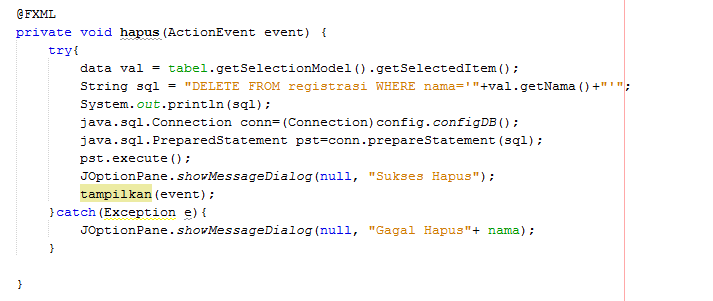 @FXML
private void hapus(ActionEvent event) {
try{
data val = tabel.getSelectionModel().getSelectedItem();
String sql = "DELETE FROM registrasi WHERE nama='"+val.getNama()+"'";
System.out.println(sql);
java.sql.Connection conn=(Connection)config.configDB();
java.sql.PreparedStatement pst=conn.prepareStatement(sql);
pst.execute();
JOptionPane.showMessageDialog(null, "Sukses Hapus");
tampilkan(event);
}catch(Exception e){
JOptionPane.showMessageDialog(null, "Gagal Hapus"+ nama);
}
}